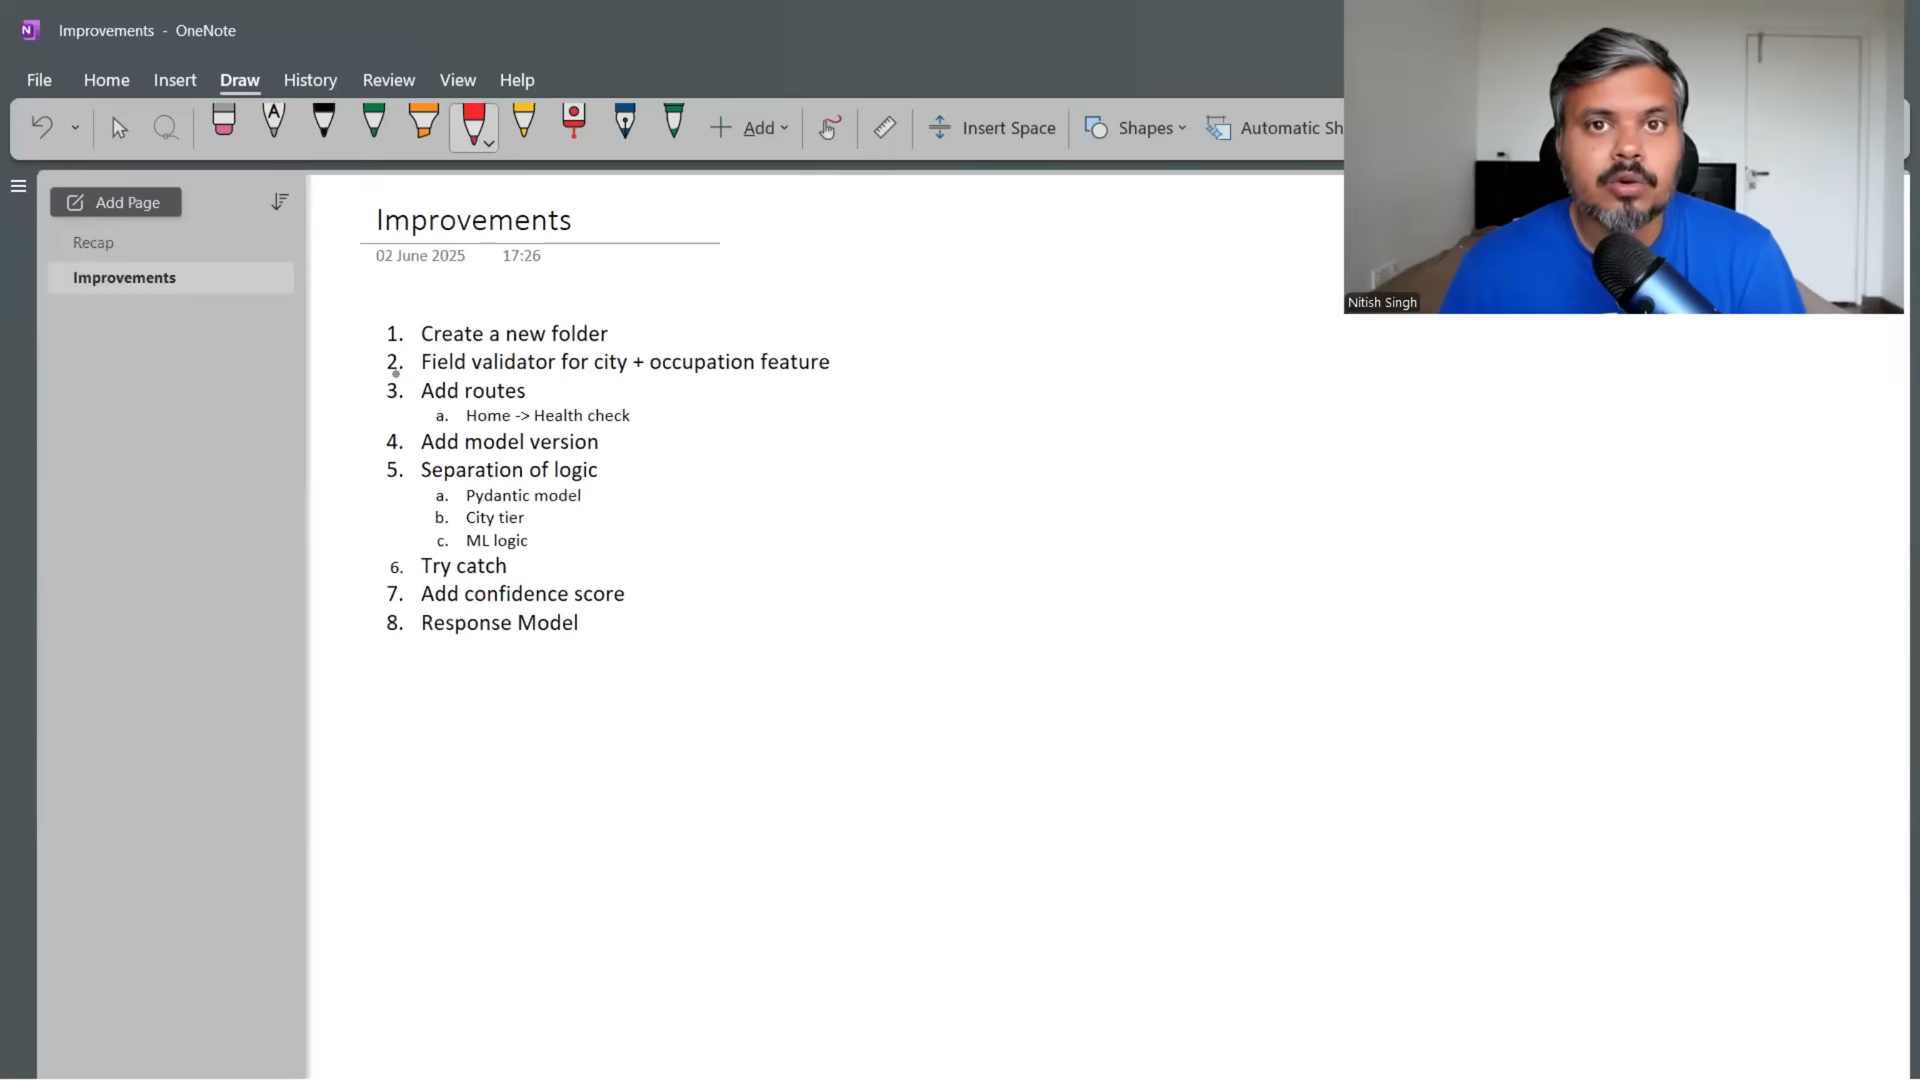 Improvements - OneNote
File Home Insert Draw History Review View Help
Add Insert Space Shapes Automatic Sh
Add Page
Recap
Improvements
Improvements
02 June 2025 17:26
1. Create a new folder
2. Field validator for city + occupation feature
3. Add routes
a. Home -> Health check
4. Add model version
5. Separation of logic
a. Pydantic model
b. City tier
c. ML logic
6. Try catch
7. Add confidence score
8. Response Model
Nitish Singh